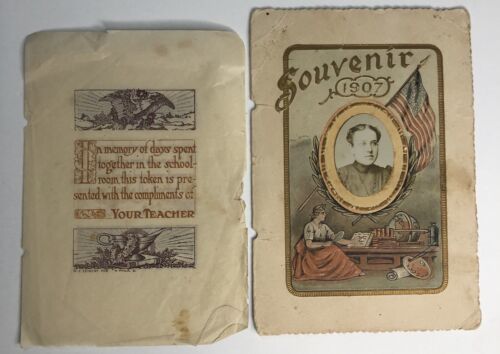 In memory of days spent
together in the school-
room this token is pre-
sented with the compliments of
YOUR TEACHER
Souvenir
1907